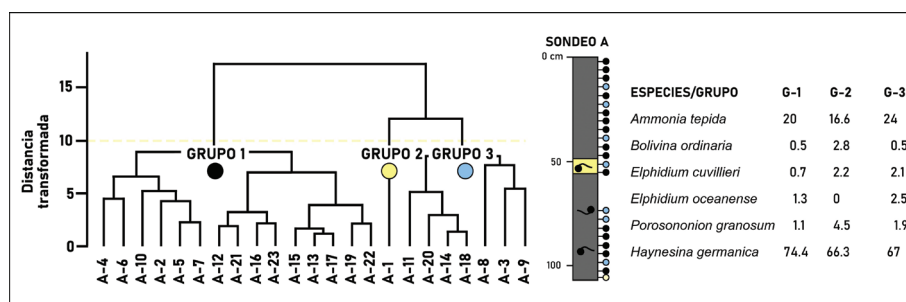 Distancia
transformada
15
10
5
0
GRUPO 1
GRUPO 2
GRUPO 3
A-4
A-6
A-10
A-2
A-5
A-7
A-12
A-21
A-16
A-23
A-15
A-13
A-17
A-19
A-22
A-1
A-11
A-20
A-14
A-18
A-8
A-3
A-9
SONDEO A
0 cm
50
100
ESPECIES/GRUPO G-1 G-2 G-3
Ammonia tepida 20 16.6 24
Bolivina ordinaria 0.5 2.8 0.5
Elphidium cuvillieri 0.7 2.2 2.1
Elphidium oceanense 1.3 0 2.5
Porosononion granosum 1.1 4.5 1.9
Haynesina germanica 74.4 66.3 67